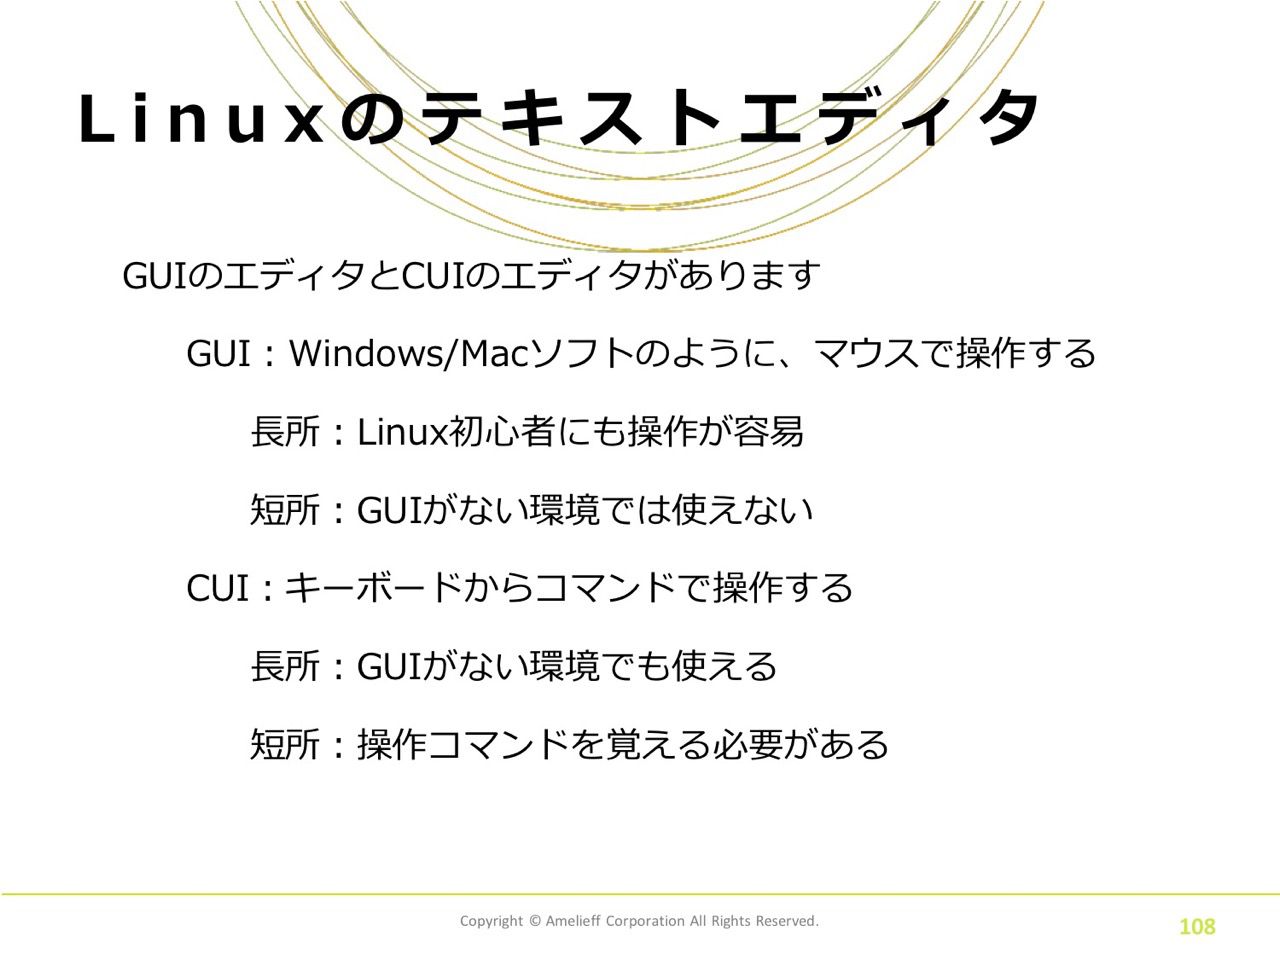 Linuxのテキストエディタ
GUIのエディタとCUIのエディタがあります
GUI：Windows/Macソフトのように、マウスで操作する
長所：Linux初心者にも操作が容易
短所：GUIがない環境では使えない
CUI：キーボードからコマンドで操作する
長所：GUIがない環境でも使える
短所：操作コマンドを覚える必要がある
Copyright © Amelieff Corporation All Rights Reserved.
108